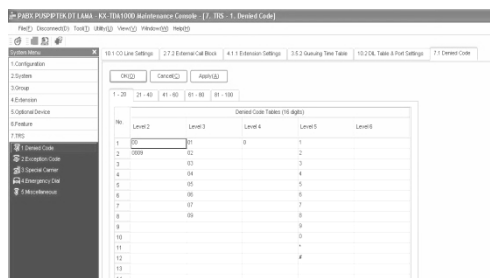 PABX PUSPIPTEK DT LAMA - KX-TDA100D Maintenance Console - [7. TRS - 1. Denied Code]
File(F) Disconnect(D) Tool(T) Utility(U) View(V) Window(W) Help(H)
System Menu X
10.1 CO Line Settings 2.7.2 External Call Block 4.1.1 Extension Settings 3.5.2 Queuing Time Table 10.2 DIL Table & Port Settings 7.1 Denied Code
1.Configuration
2.System
3.Group
4.Extension
5.Optional Device
6.Feature
7.TRS
1.Denied Code
2.Exception Code
3.Special Carrier
4.Emergency Dial
5.Miscellaneous
OK(O) Cancel(C) Apply(A)
1 - 20 21 - 40 41 - 60 61 - 80 81 - 100
Denied Code Tables (16 digits)
No. Level 2 Level 3 Level 4 Level 5 Level 6
1 00 01 0 1
2 0089 02 2
3 03 3
4 04 4
5 05 5
6 06 6
7 07 7
8 09 8
9 9
10 0
11 *
12 #
13